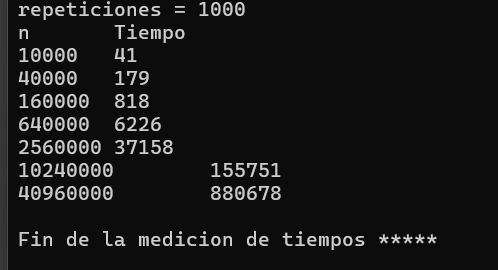 repeticiones = 1000
n Tiempo
10000 41
40000 179
160000 818
640000 6226
2560000 37158
10240000 155751
40960000 880678
Fin de la medicion de tiempos *****